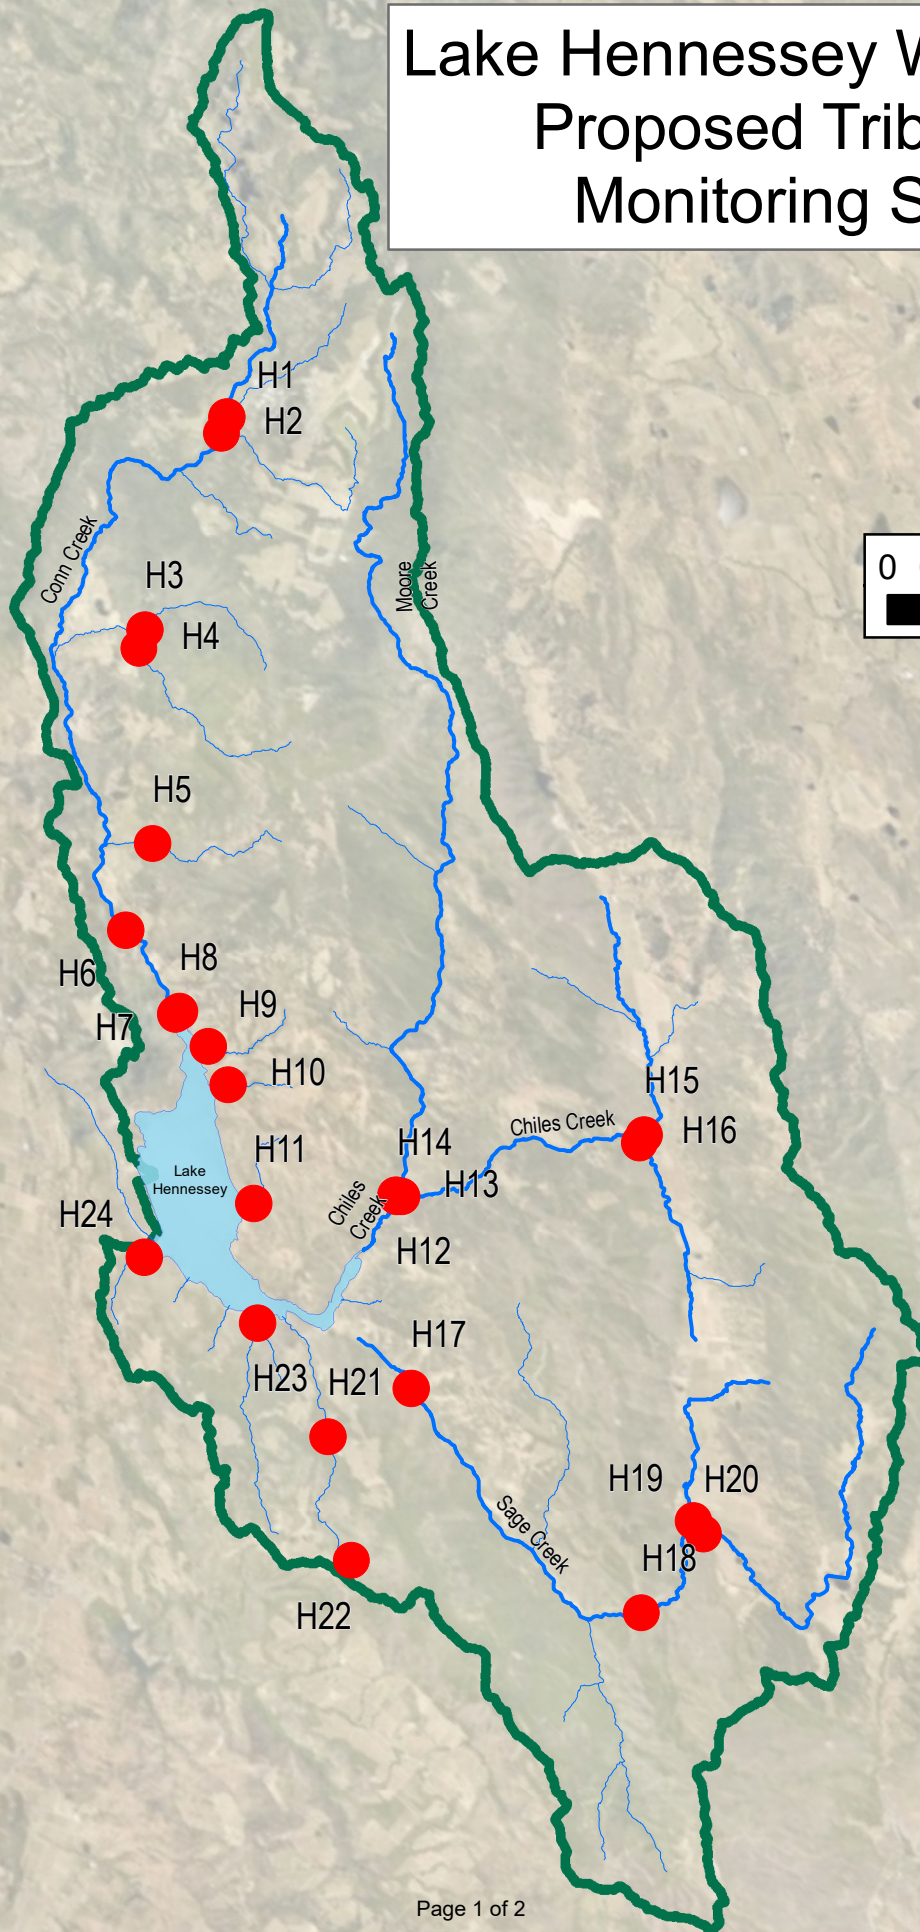 Lake Hennessey W
Proposed Trib
Monitoring S
H1
H2
Conn Creek
0
Moore
Creek
H3
H4
H5
H8
H6
H9
H7
H10
H15
Chiles Creek
H16
H14
H11
Lake
Hennessey
H13
Chiles
Creek
H24
H12
H17
H23
H21
H19
H20
Sage Creek
H18
H22
Page 1 of 2